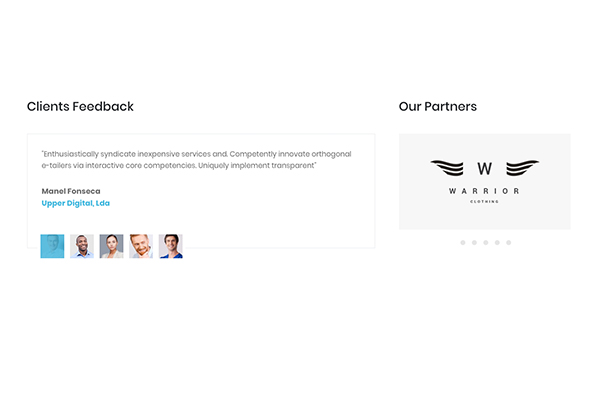 Clients Feedback
"Enthusiastically syndicate inexpensive services and. Competently innovate orthogonal
e-tailers via interactive core competencies. Uniquely implement transparent"
Manel Fonseca
Upper Digital, Lda
Our Partners
W
WARRIOR
CLOTHING